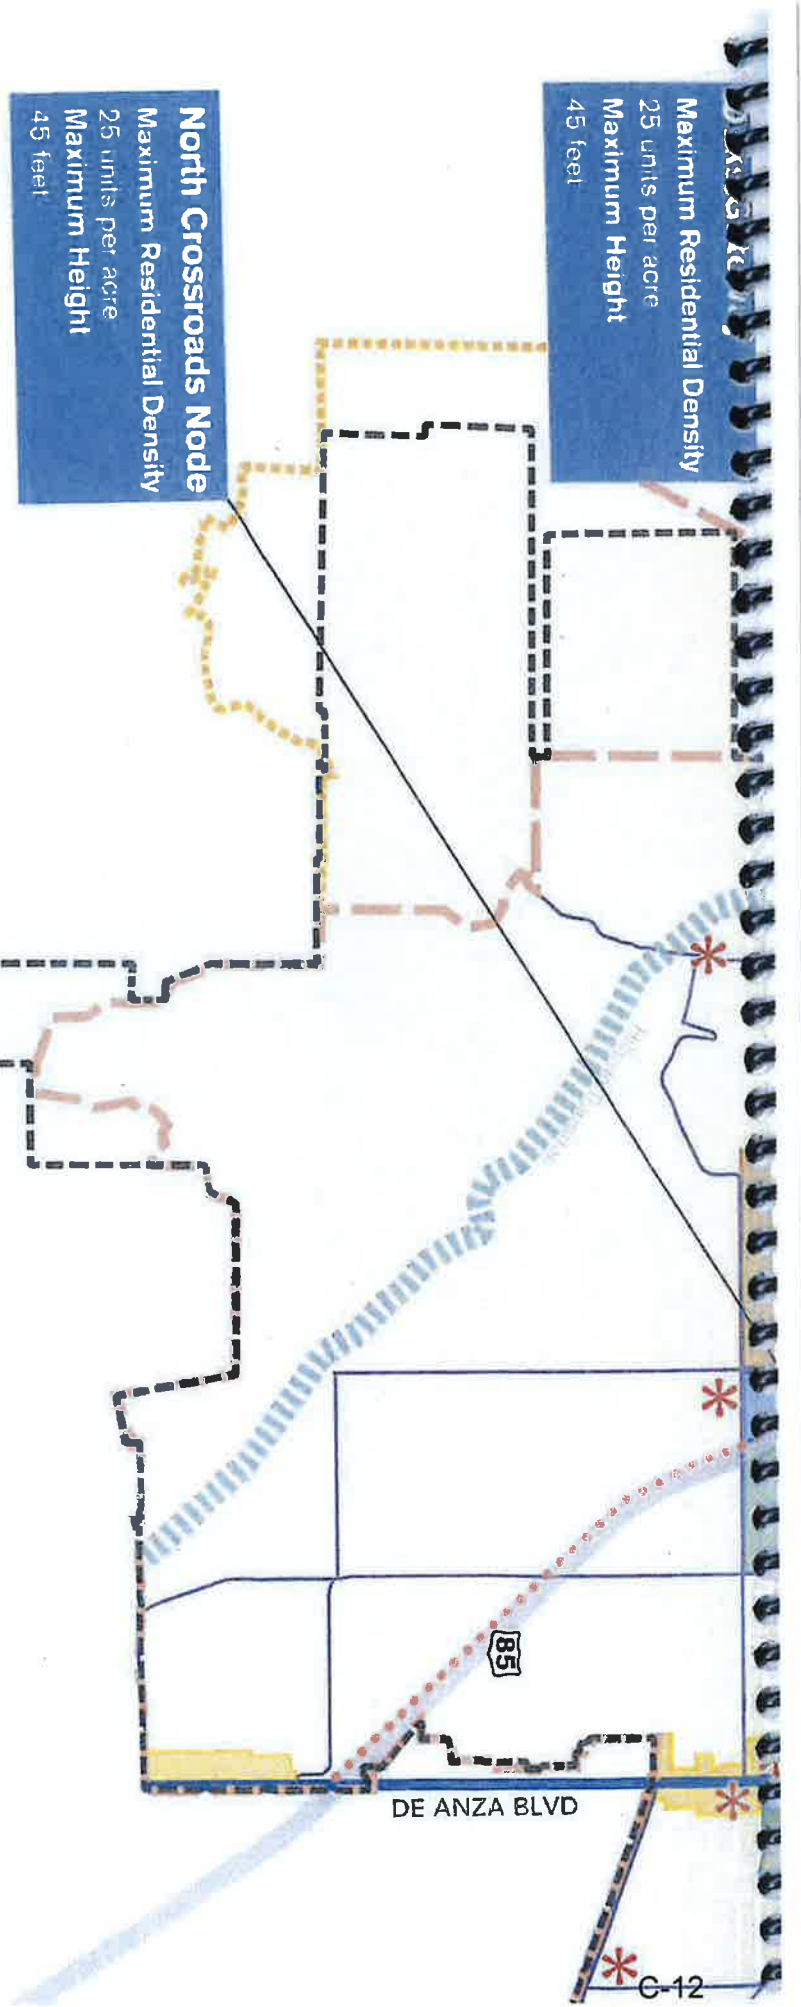 Maximum Residential Density
25 units per acre
Maximum Height
45 feet
North Crossroads Node
Maximum Residential Density
25 units per acre
Maximum Height
45 feet
85
DE ANZA BLVD
C-12